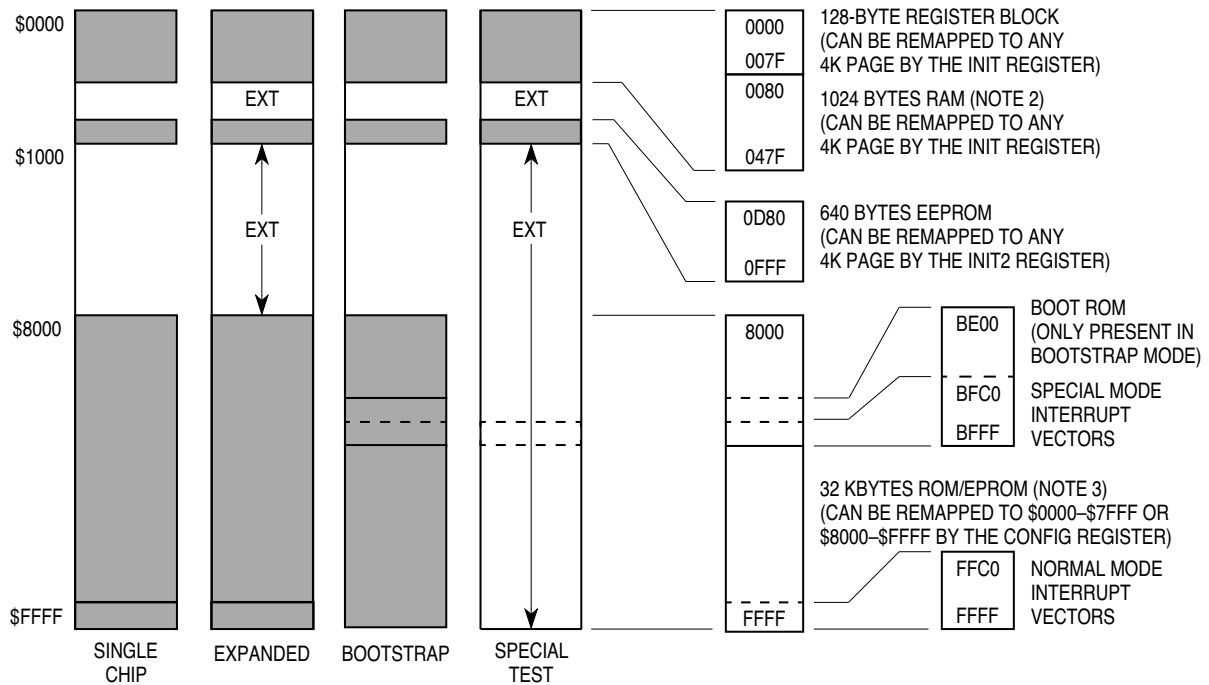 $0000
$1000
$8000
$FFFF
EXT
EXT
EXT
EXT
SINGLE
CHIP
EXPANDED
BOOTSTRAP
SPECIAL
TEST
0000
007F
128-BYTE REGISTER BLOCK
(CAN BE REMAPPED TO ANY
4K PAGE BY THE INIT REGISTER)
0080
047F
1024 BYTES RAM (NOTE 2)
(CAN BE REMAPPED TO ANY
4K PAGE BY THE INIT REGISTER)
0D80
0FFF
640 BYTES EEPROM
(CAN BE REMAPPED TO ANY
4K PAGE BY THE INIT2 REGISTER)
8000
FFFF
BE00
BOOT ROM
(ONLY PRESENT IN
BOOTSTRAP MODE)
BFC0
BFFF
SPECIAL MODE
INTERRUPT
VECTORS
32 KBYTES ROM/EPROM (NOTE 3)
(CAN BE REMAPPED TO $0000–$7FFF OR
$8000–$FFFF BY THE CONFIG REGISTER)
FFC0
FFFF
NORMAL MODE
INTERRUPT
VECTORS